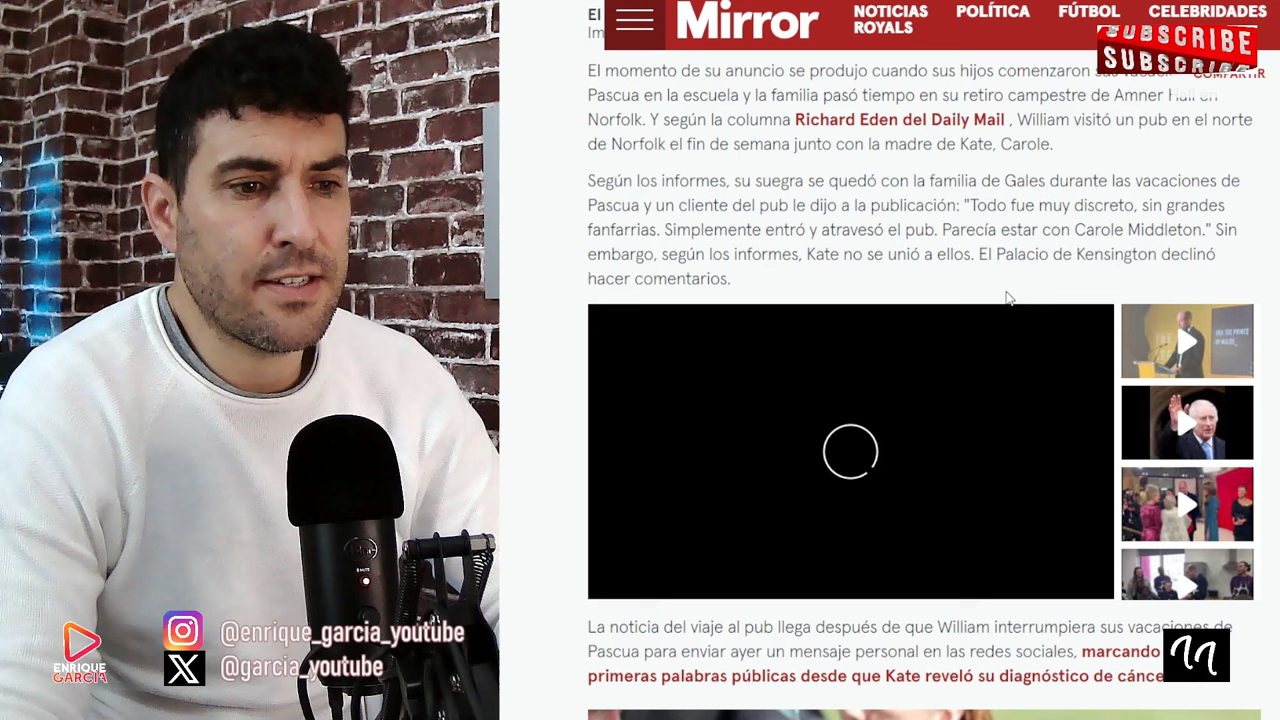 El
Im
Mirror
NOTICIAS
ROYALS
POLÍTICA
FÚTBOL
CELEBRIDADES
SUBSCRIBE
SUBSCRIBE
COMPARTIR
El momento de su anuncio se produjo cuando sus hijos comenzaron sus
Pascua en la escuela y la familia pasó tiempo en su retiro campestre de Amner Hall en
Norfolk. Y según la columna Richard Eden del Daily Mail , William visitó un pub en el norte
de Norfolk el fin de semana junto con la madre de Kate, Carole.
Según los informes, su suegra se quedó con la familia de Gales durante las vacaciones de
Pascua y un cliente del pub le dijo a la publicación: "Todo fue muy discreto, sin grandes
fanfarrias. Simplemente entró y atravesó el pub. Parecía estar con Carole Middleton." Sin
embargo, según los informes, Kate no se unió a ellos. El Palacio de Kensington declinó
hacer comentarios.
La noticia del viaje al pub llega después de que William interrumpiera sus vacaciones de
Pascua para enviar ayer un mensaje personal en las redes sociales, marcando
primeras palabras públicas desde que Kate reveló su diagnóstico de cánce
@enrique_garcia_youtube
@garcia_youtube
ENRIQUE
GARCIA